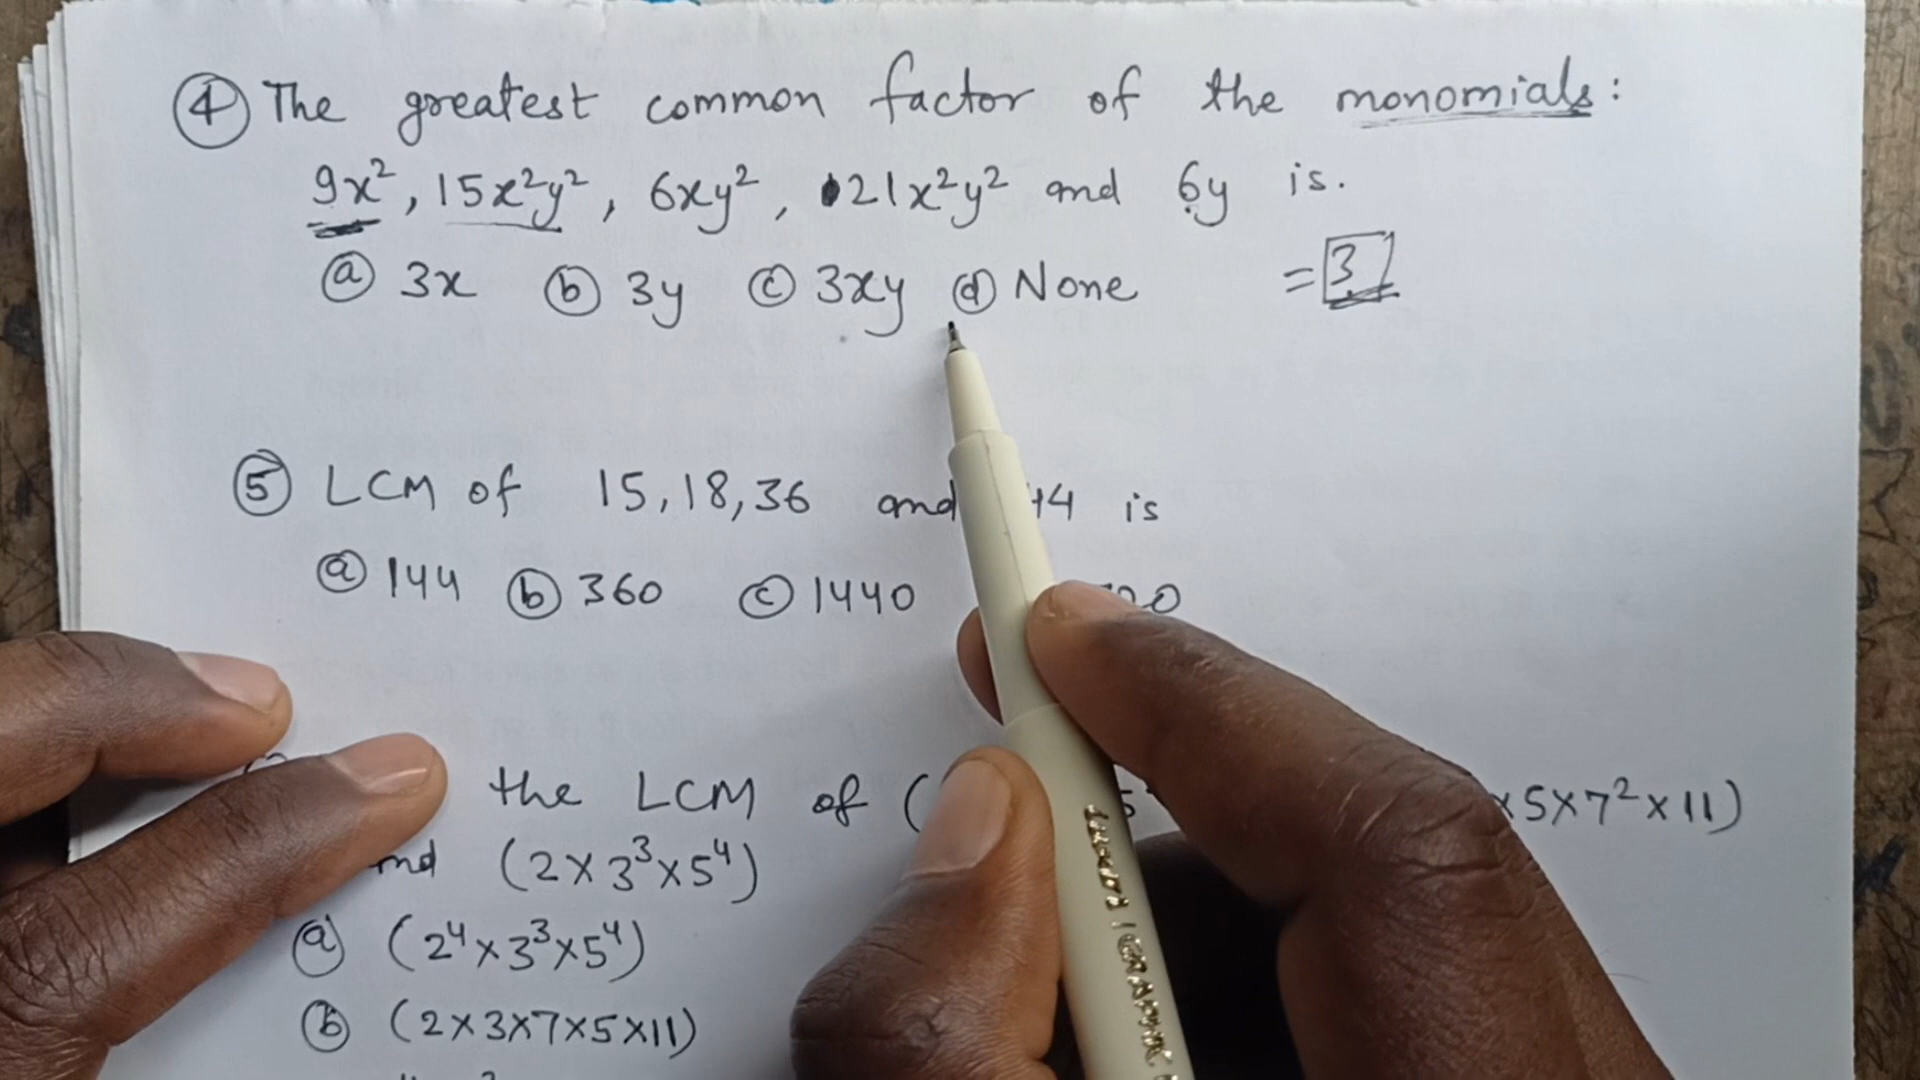 ④ The greatest common factor of the monomials:
9x², 15x²y², 6xy², 21x²y² and 6y is.
ⓐ 3x ⓑ 3y ⓒ 3xy ⓓ None = 3
⑤ LCM of 15, 18, 36 and 44 is
ⓐ 144 ⓑ 360 ⓒ 1440
the LCM of ( ×5×7²×11)
and (2×3³×5⁴)
ⓐ (2⁴×3³×5⁴)
ⓑ (2×3×7×5×11)